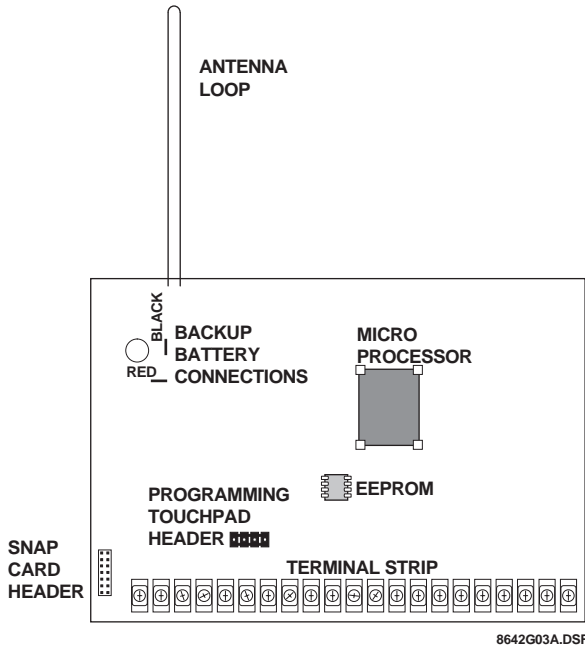 ANTENNA
LOOP
BLACK
BACKUP
BATTERY
CONNECTIONS
RED
MICRO
PROCESSOR
EEPROM
PROGRAMMING
TOUCHPAD
HEADER
SNAP
CARD
HEADER
TERMINAL STRIP
8642G03A.DSF